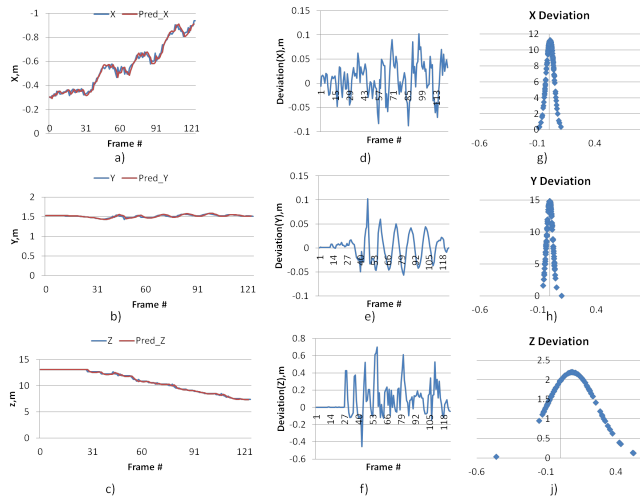 X Pred_X
-1
-0.8
-0.6
-0.4
-0.2
0
X,m
0 31 60 91 121
Frame #
a)
0.15
0.1
0.05
0
-0.05
-0.1
Deviation(X),m
1 15 29 43 57 71 85 99 113
Frame #
d)
X Deviation
12
10
8
6
4
2
0
-0.6 -0.1 0.4
g)
Y Pred_Y
2
1.5
1
0.5
0
Y,m
1 31 61 91 121
Frame #
b)
0.15
0.1
0.05
0
-0.05
-0.1
Deviation(Y),m
1 14 27 40 53 66 79 92 105 118
Frame #
e)
Y Deviation
15
10
5
0
-0.6 -0.1 0.4
h)
Z Pred_Z
15
10
5
0
z,m
1 31 61 91 121
c)
0.8
0.6
0.4
0.2
0
-0.2
-0.4
-0.6
Deviation(Z),m
1 14 27 40 53 66 79 92 105 118
Frame #
f)
Z Deviation
2.5
2
1.5
1
0.5
0
-0.6 -0.1 0.4
j)